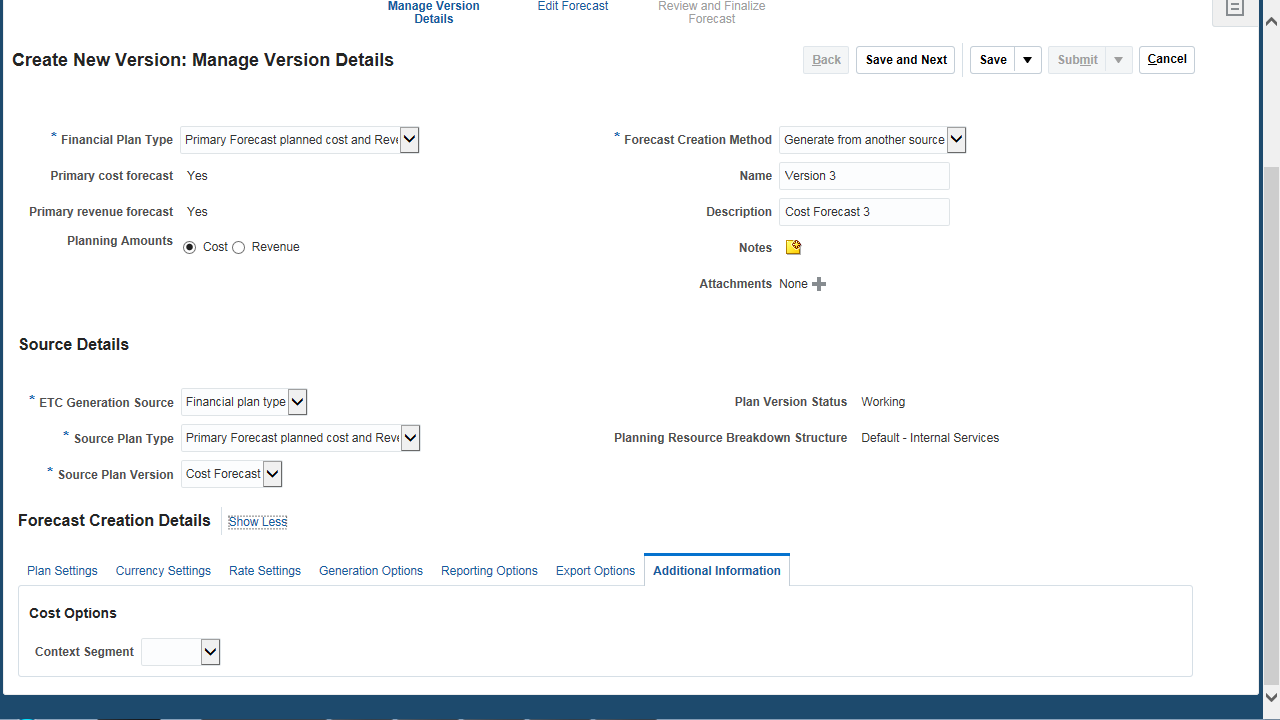 Manage Version
Details
Edit Forecast
Review and Finalize
Forecast
Create New Version: Manage Version Details
Back
Save and Next
Save
Submit
Cancel
* Financial Plan Type Primary Forecast planned cost and Reve
Primary cost forecast Yes
Primary revenue forecast Yes
Planning Amounts Cost Revenue
* Forecast Creation Method Generate from another source
Name Version 3
Description Cost Forecast 3
Notes
Attachments None
Source Details
* ETC Generation Source Financial plan type
* Source Plan Type Primary Forecast planned cost and Reve
* Source Plan Version Cost Forecast
Plan Version Status Working
Planning Resource Breakdown Structure Default - Internal Services
Forecast Creation Details Show Less
Plan Settings Currency Settings Rate Settings Generation Options Reporting Options Export Options Additional Information
Cost Options
Context Segment